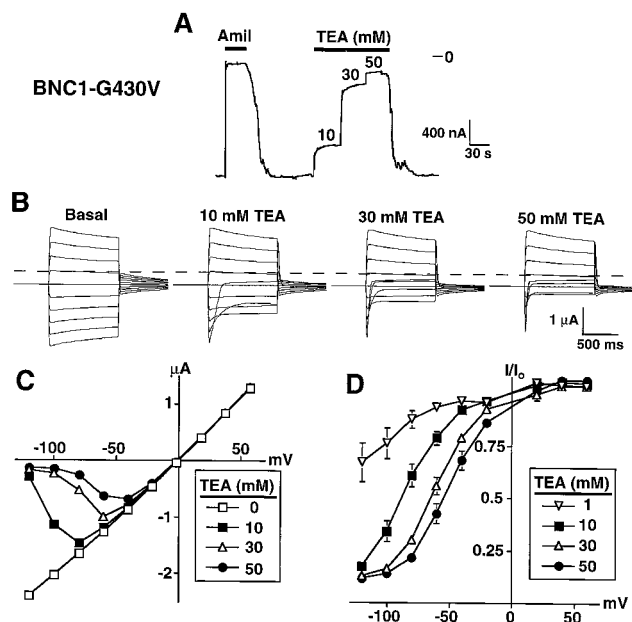 A
Amil
TEA (mM)
BNC1-G430V
10
30
50
–0
400 nA
30 s
B
Basal
10 mM TEA
30 mM TEA
50 mM TEA
1 µA
500 ms
C
µA
1
-100
-50
50
mV
-1
-2
TEA (mM)
0
10
30
50
D
I/Io
0.75
0.5
0.25
-100
-50
0
50
mV
TEA (mM)
1
10
30
50